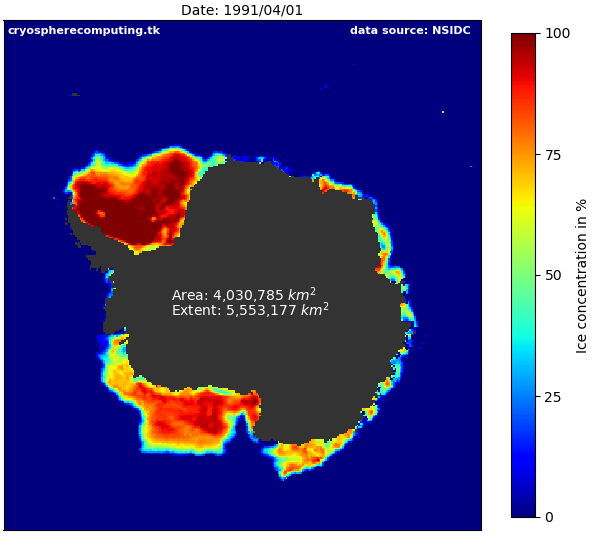 Date: 1991/04/01
cryospherecomputing.tk
data source: NSIDC
Area: 4,030,785 km²
Extent: 5,553,177 km²
100
75
50
25
0
Ice concentration in %